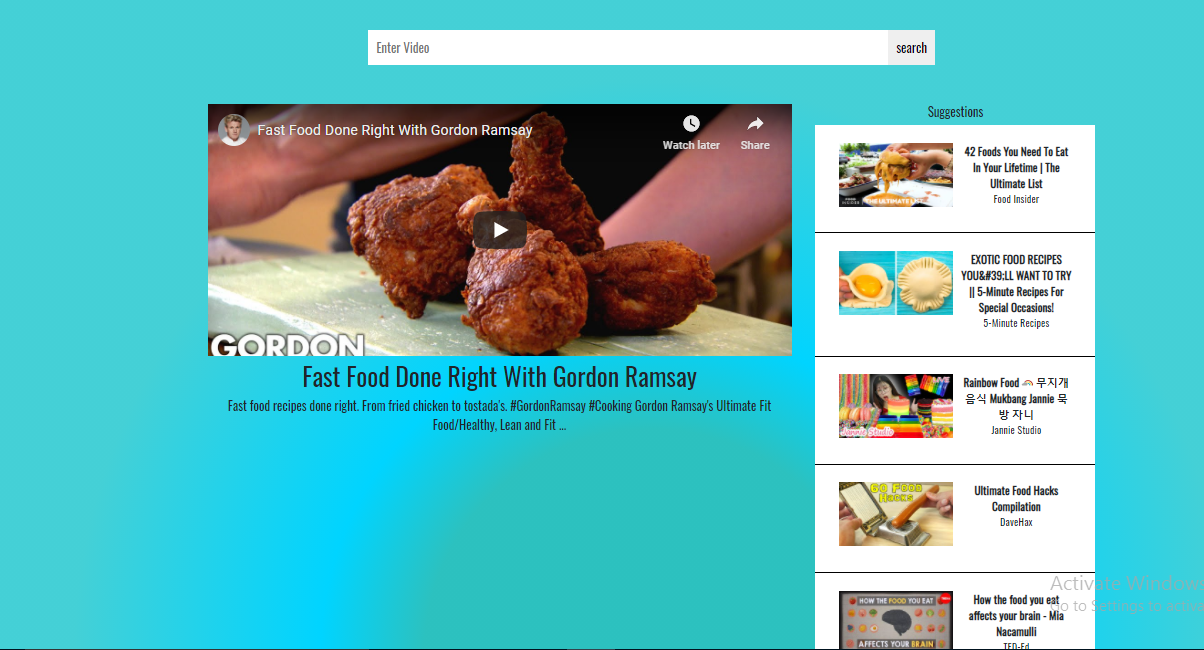 Enter Video
search
Fast Food Done Right With Gordon Ramsay
Watch later
Share
GORDON
Fast Food Done Right With Gordon Ramsay
Fast food recipes done right. From fried chicken to tostada's. #GordonRamsay #Cooking Gordon Ramsay's Ultimate Fit
Food/Healthy, Lean and Fit ...
Suggestions
THE ULTIMATE LIST
42 Foods You Need To Eat
In Your Lifetime | The
Ultimate List
Food Insider
EXOTIC FOOD RECIPES
YOU&#39;LL WANT TO TRY
|| 5-Minute Recipes For
Special Occasions!
5-Minute Recipes
Jannie Studio
Rainbow Food 🌈 무지개
음식 Mukbang Jannie 먹
방 자니
Jannie Studio
60 FOOD
HACKS
Ultimate Food Hacks
Compilation
DaveHax
HOW THE FOOD YOU EAT
AFFECTS YOUR BRAIN
How the food you eat
affects your brain - Mia
Nacamulli
TED-Ed
Activate Windows
Go to Settings to activa